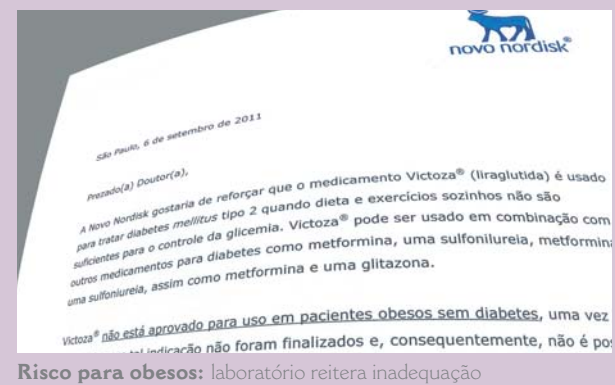 novo nordisk®
São Paulo, 6 de setembro de 2011
Prezado(a) Doutor(a),
A Novo Nordisk gostaria de reforçar que o medicamento Victoza® (liraglutida) é usado
para tratar diabetes mellitus tipo 2 quando dieta e exercícios sozinhos não são
suficientes para o controle da glicemia. Victoza® pode ser usado em combinação com
outros medicamentos para diabetes como metformina, uma sulfonilureia, metformina
uma sulfoniureia, assim como metformina e uma glitazona.
Victoza® não está aprovado para uso em pacientes obesos sem diabetes, uma vez
indicação não foram finalizados e, consequentemente, não é
Risco para obesos: laboratório reitera inadequação